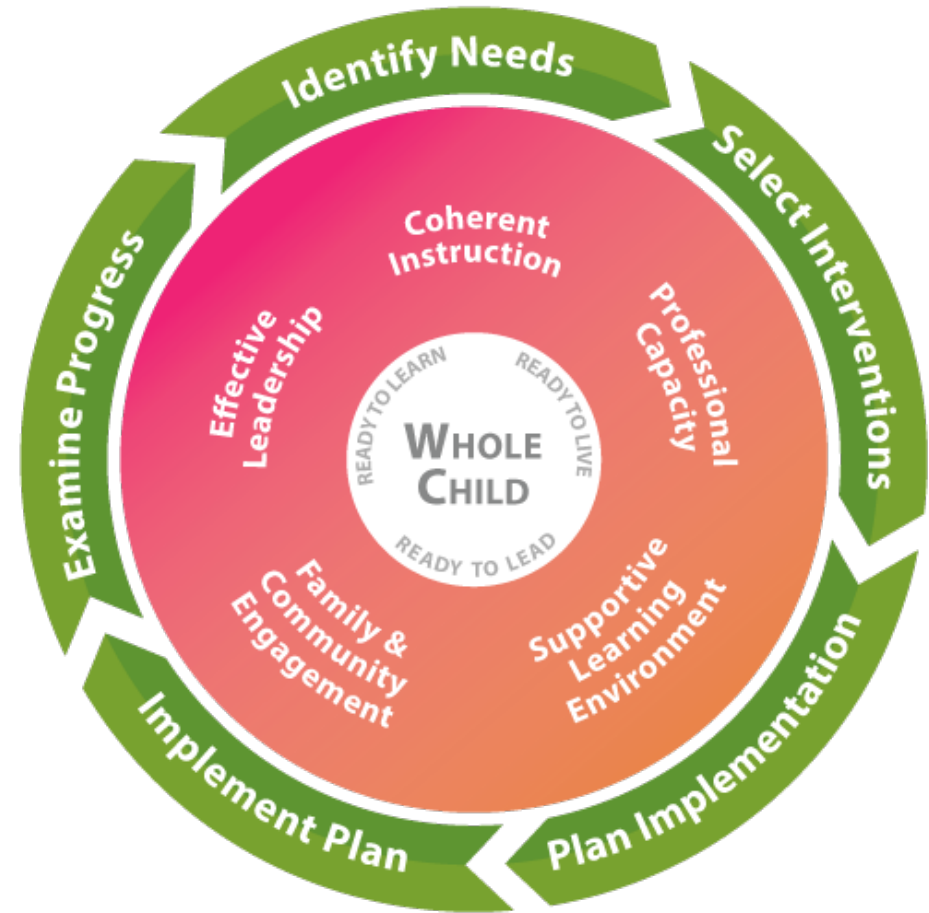 Identify Needs
Select Interventions
Plan Implementation
Implement Plan
Examine Progress
Coherent
Instruction
Professional
Capacity
Supportive
Learning
Environment
Family &
Community
Engagement
Effective
Leadership
READY TO LEARN
READY TO LIVE
READY TO LEAD
WHOLE
CHILD